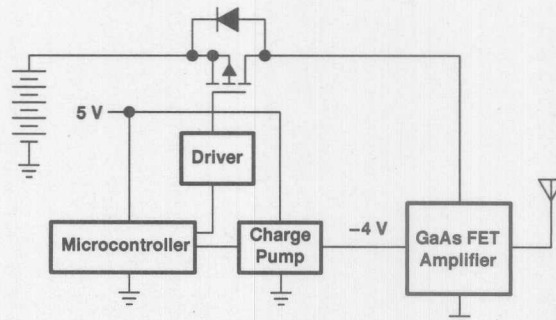 5 V
Driver
Microcontroller
Charge
Pump
–4 V
GaAs FET
Amplifier